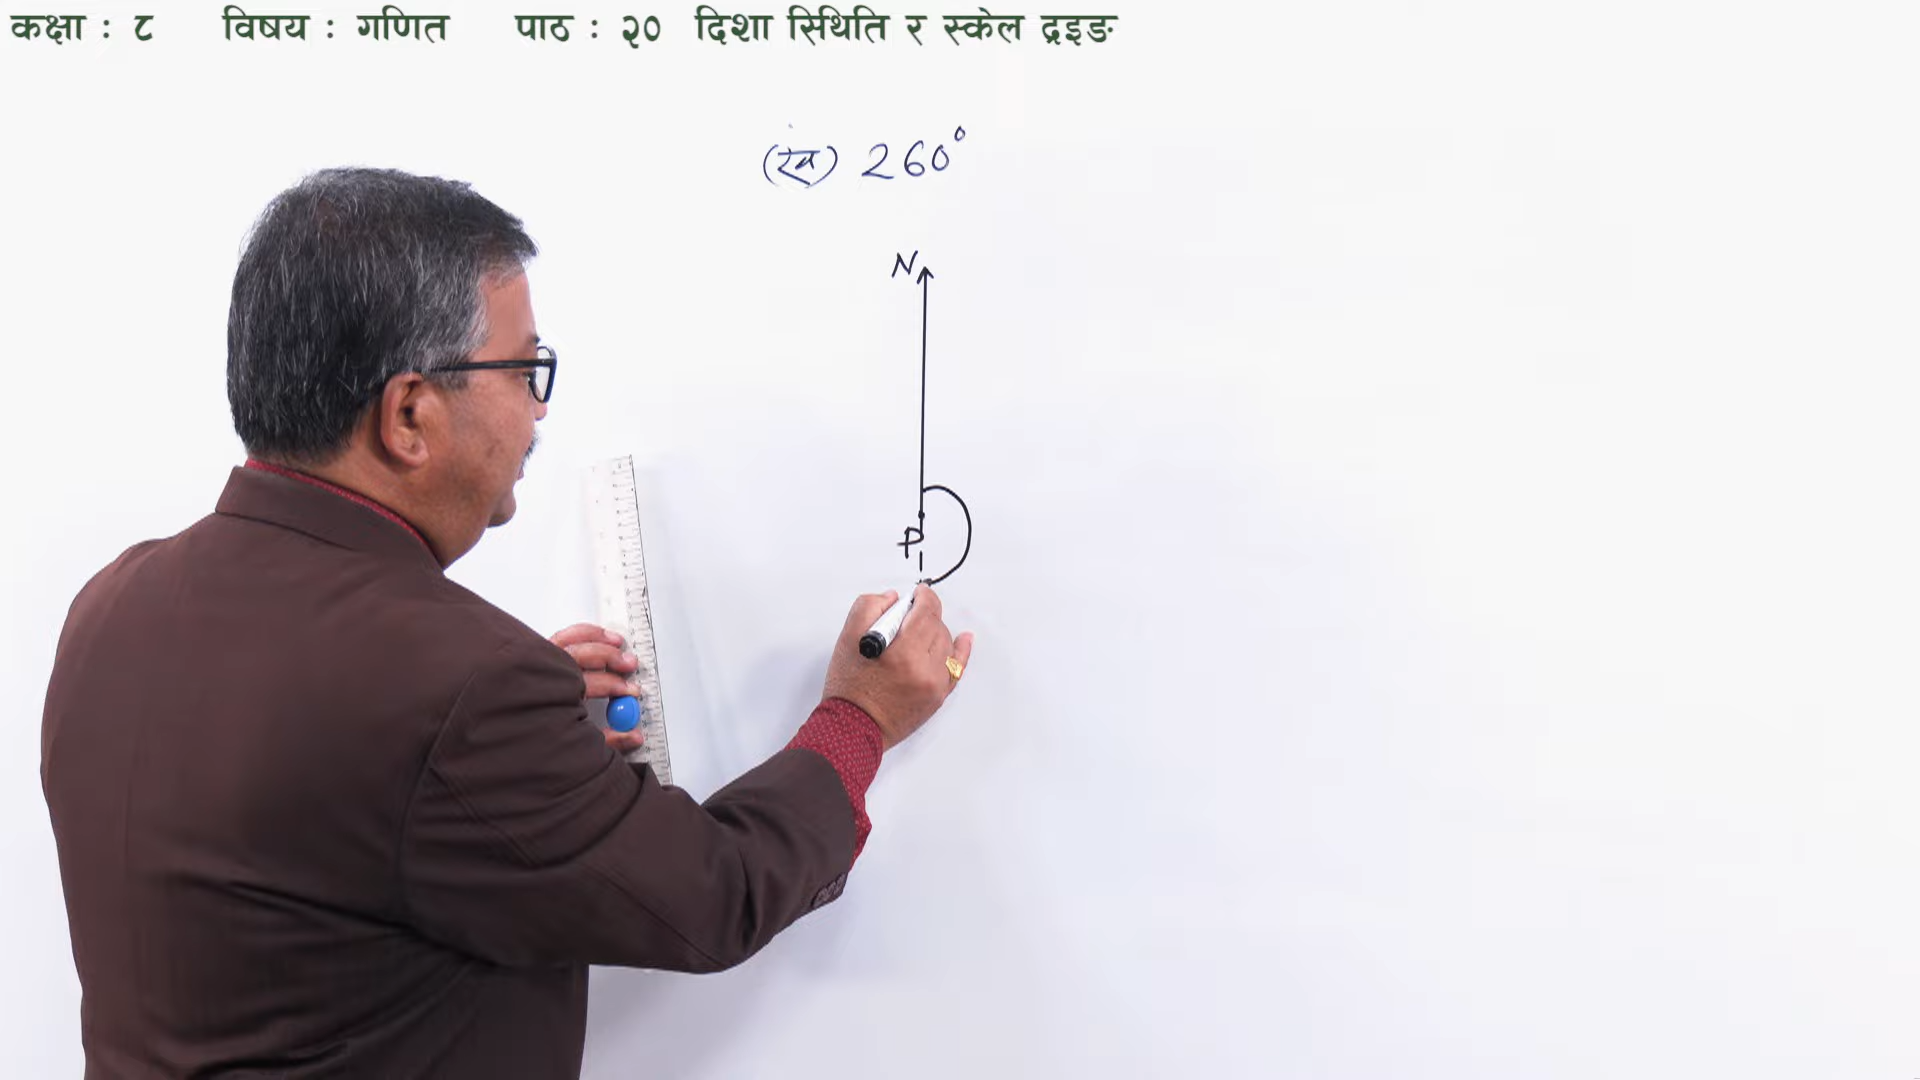 कक्षा : ८ विषय : गणित पाठ : २० दिशा स्थिति र स्केल द्रइङ
(ख) 260°
N
P